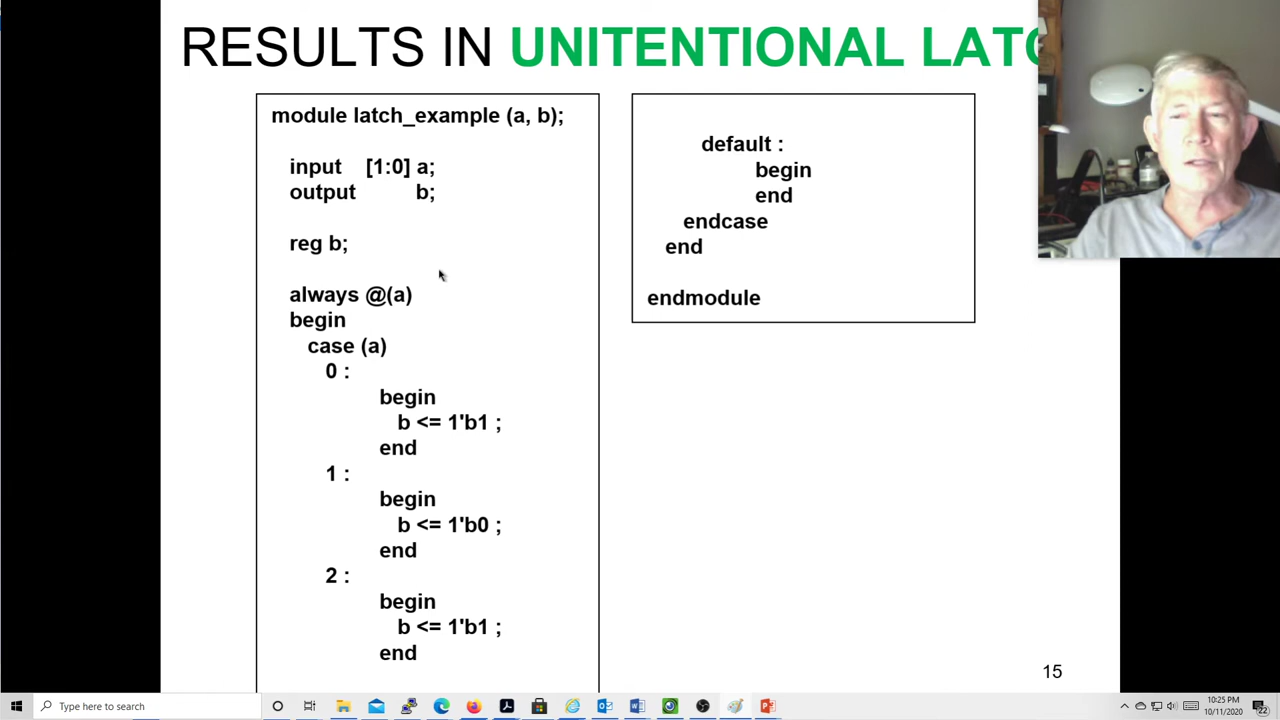 RESULTS IN UNITENTIONAL LATC
module latch_example (a, b);
input [1:0] a;
output b;
reg b;
always @(a)
begin
case (a)
0 :
begin
b <= 1'b1 ;
end
1 :
begin
b <= 1'b0 ;
end
2 :
begin
b <= 1'b1 ;
end
default :
begin
end
endcase
end
endmodule
15
Type here to search
10:25 PM
10/11/2020
22